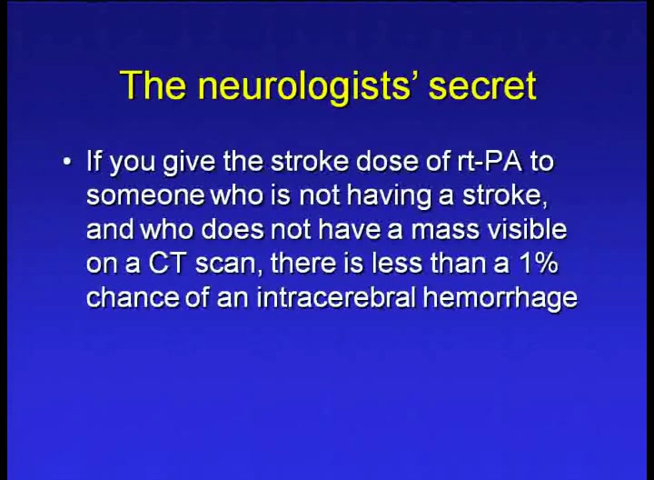 The neurologists’ secret
• If you give the stroke dose of rt-PA to
someone who is not having a stroke,
and who does not have a mass visible
on a CT scan, there is less than a 1%
chance of an intracerebral hemorrhage